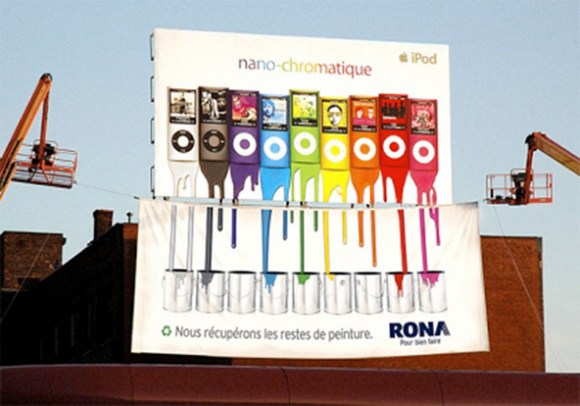 nano-chromatique
iPod
Nous récupérons les restes de peinture.
RONA
Pour bien faire